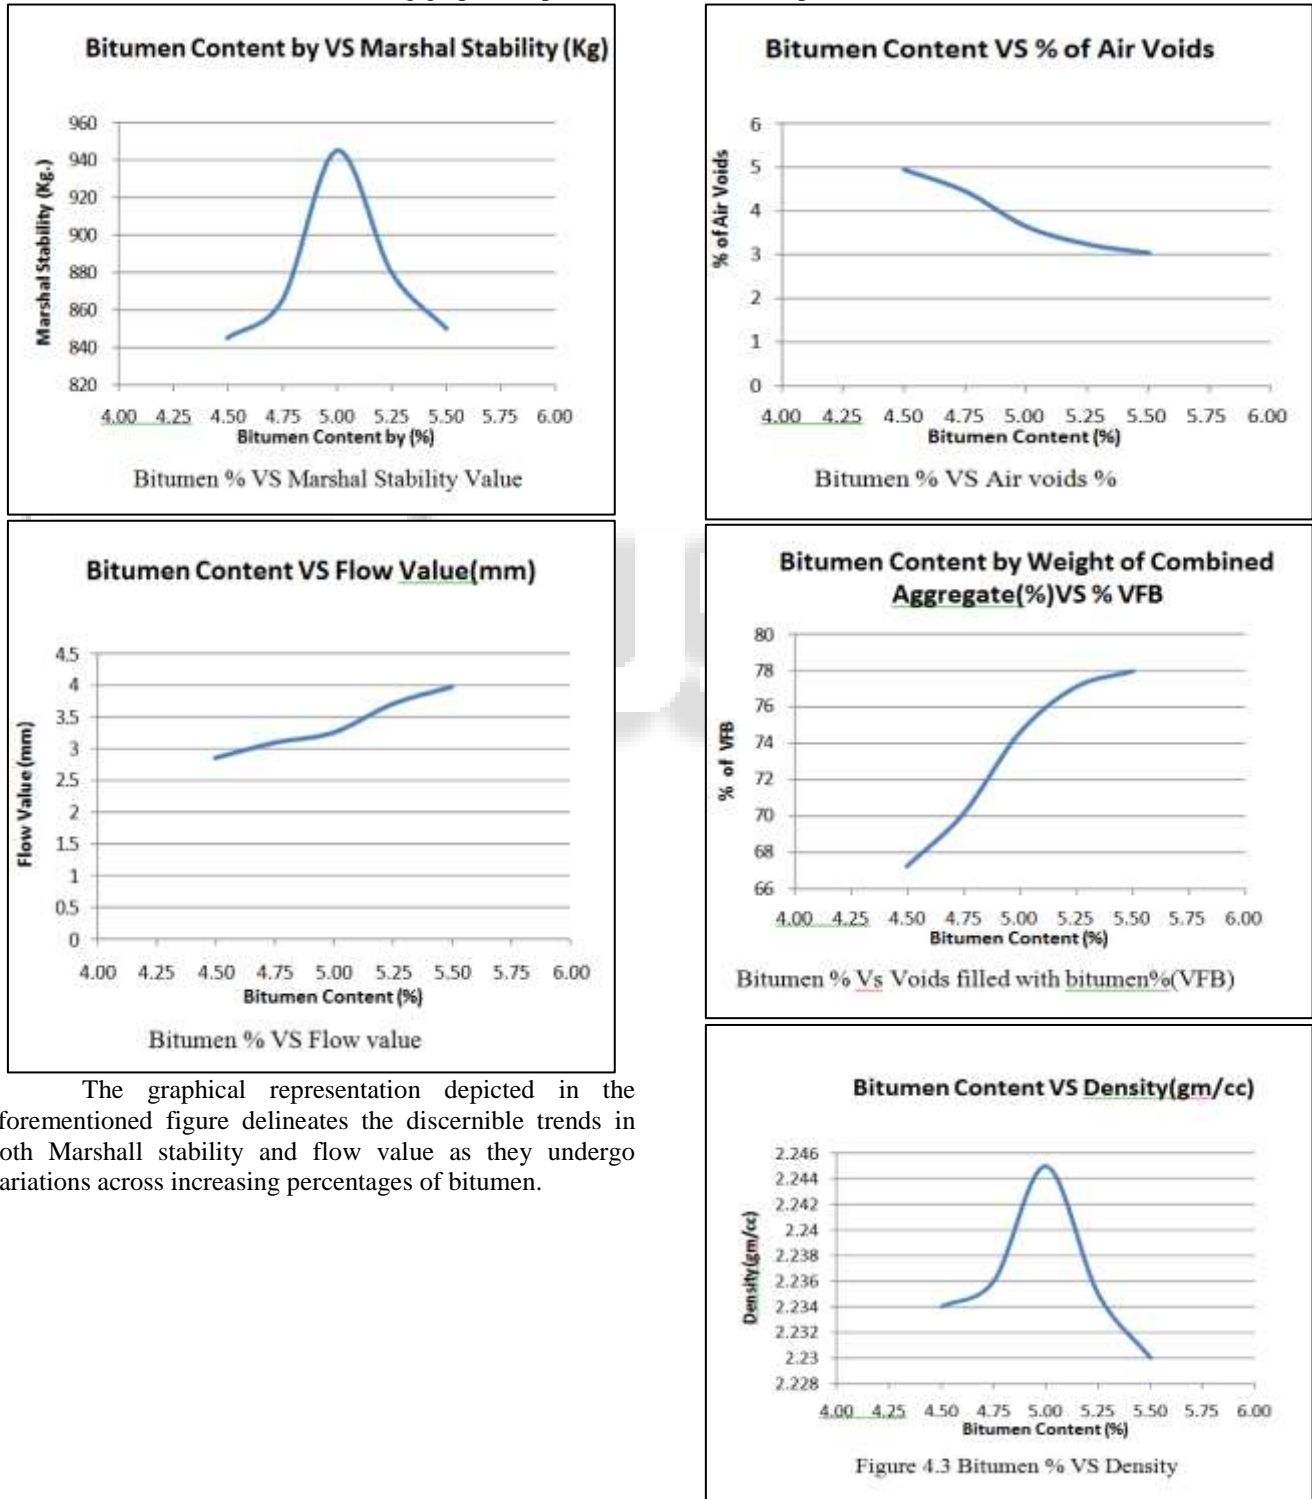 Bitumen Content by VS Marshal Stability (Kg)
960
940
920
900
880
860
840
820
Marshal Stability (Kg.)
4.00 4.25 4.50 4.75 5.00 5.25 5.50 5.75 6.00
Bitumen Content by (%)
Bitumen % VS Marshal Stability Value
Bitumen Content VS Flow Value(mm)
4.5
4
3.5
3
2.5
2
1.5
1
0.5
0
Flow Value (mm)
4.00 4.25 4.50 4.75 5.00 5.25 5.50 5.75 6.00
Bitumen Content (%)
Bitumen % VS Flow value
The graphical representation depicted in the
forementioned figure delineates the discernible trends in
oth Marshall stability and flow value as they undergo
ariations across increasing percentages of bitumen.
Bitumen Content VS % of Air Voids
6
5
4
3
2
1
0
% of Air Voids
4.00 4.25 4.50 4.75 5.00 5.25 5.50 5.75 6.00
Bitumen Content (%)
Bitumen % VS Air voids %
Bitumen Content by Weight of Combined
Aggregate(%)VS % VFB
80
78
76
74
72
70
68
66
% of VFB
4.00 4.25 4.50 4.75 5.00 5.25 5.50 5.75 6.00
Bitumen Content (%)
Bitumen % Vs Voids filled with bitumen%(VFB)
Bitumen Content VS Density(gm/cc)
2.246
2.244
2.242
2.24
2.238
2.236
2.234
2.232
2.23
2.228
Density(gm/cc)
4.00 4.25 4.50 4.75 5.00 5.25 5.50 5.75 6.00
Bitumen Content (%)
Figure 4.3 Bitumen % VS Density